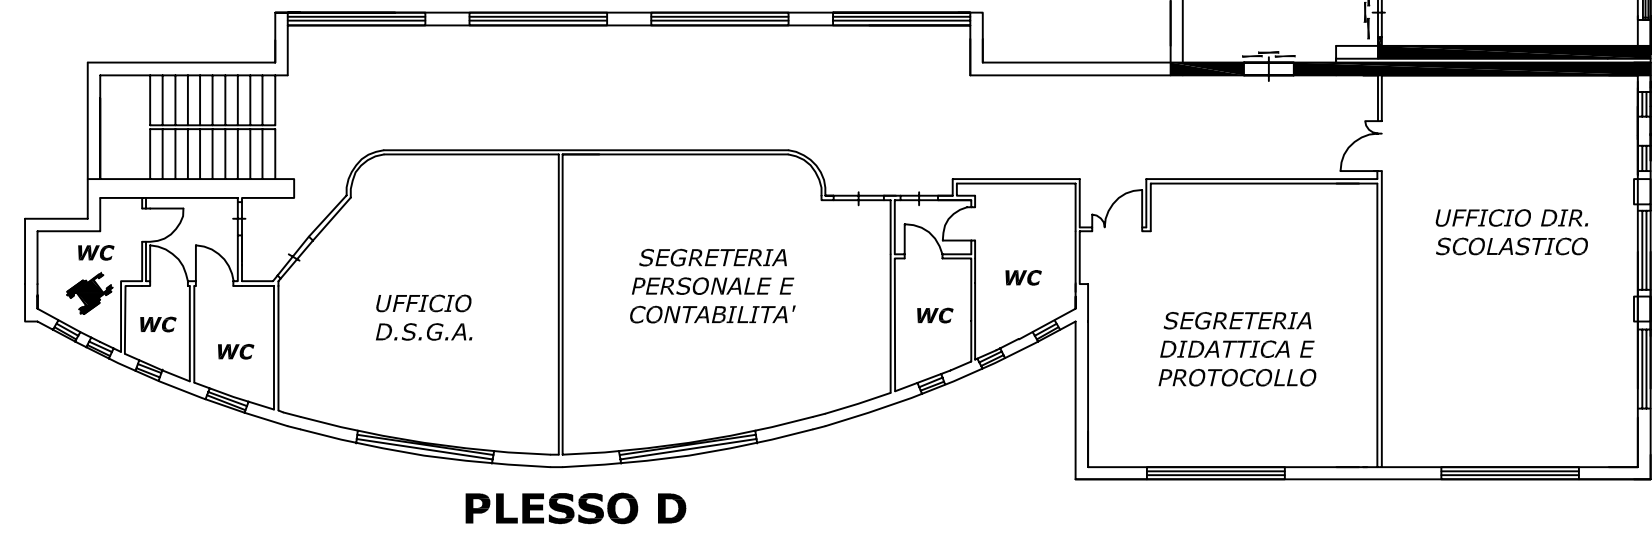 WC
WC
WC
UFFICIO
D.S.G.A.
SEGRETERIA
PERSONALE E
CONTABILITA'
WC
WC
SEGRETERIA
DIDATTICA E
PROTOCOLLO
UFFICIO DIR.
SCOLASTICO
PLESSO D